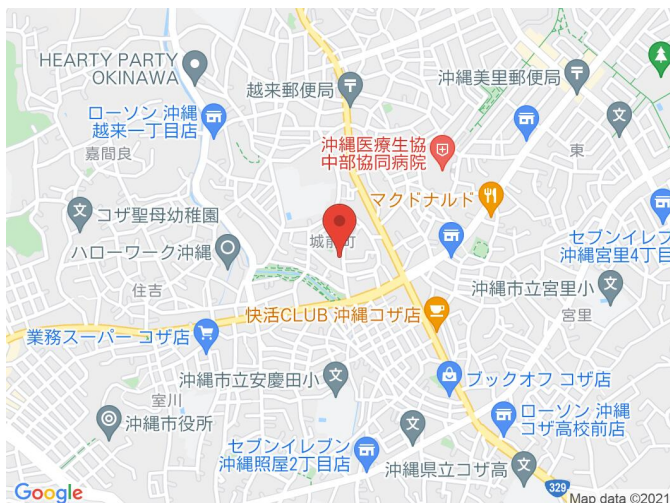 HEARTY PARTY
OKINAWA
越来郵便局
沖縄美里郵便局
ローソン 沖縄
越来一丁目店
嘉間良
沖縄医療生協
中部協同病院
東
マクドナルド
コザ聖母幼稚園
城前町
セブンイレブン
沖縄宮里4丁目
ハローワーク沖縄
住吉
沖縄市立宮里小
宮里
快活CLUB 沖縄コザ店
業務スーパー コザ店
沖縄市立安慶田小
ブックオフ コザ店
室川
ローソン 沖縄
コザ高校前店
沖縄市役所
セブンイレブン
沖縄照屋2丁目店
沖縄県立コザ高
329
Google
Map data ©2021